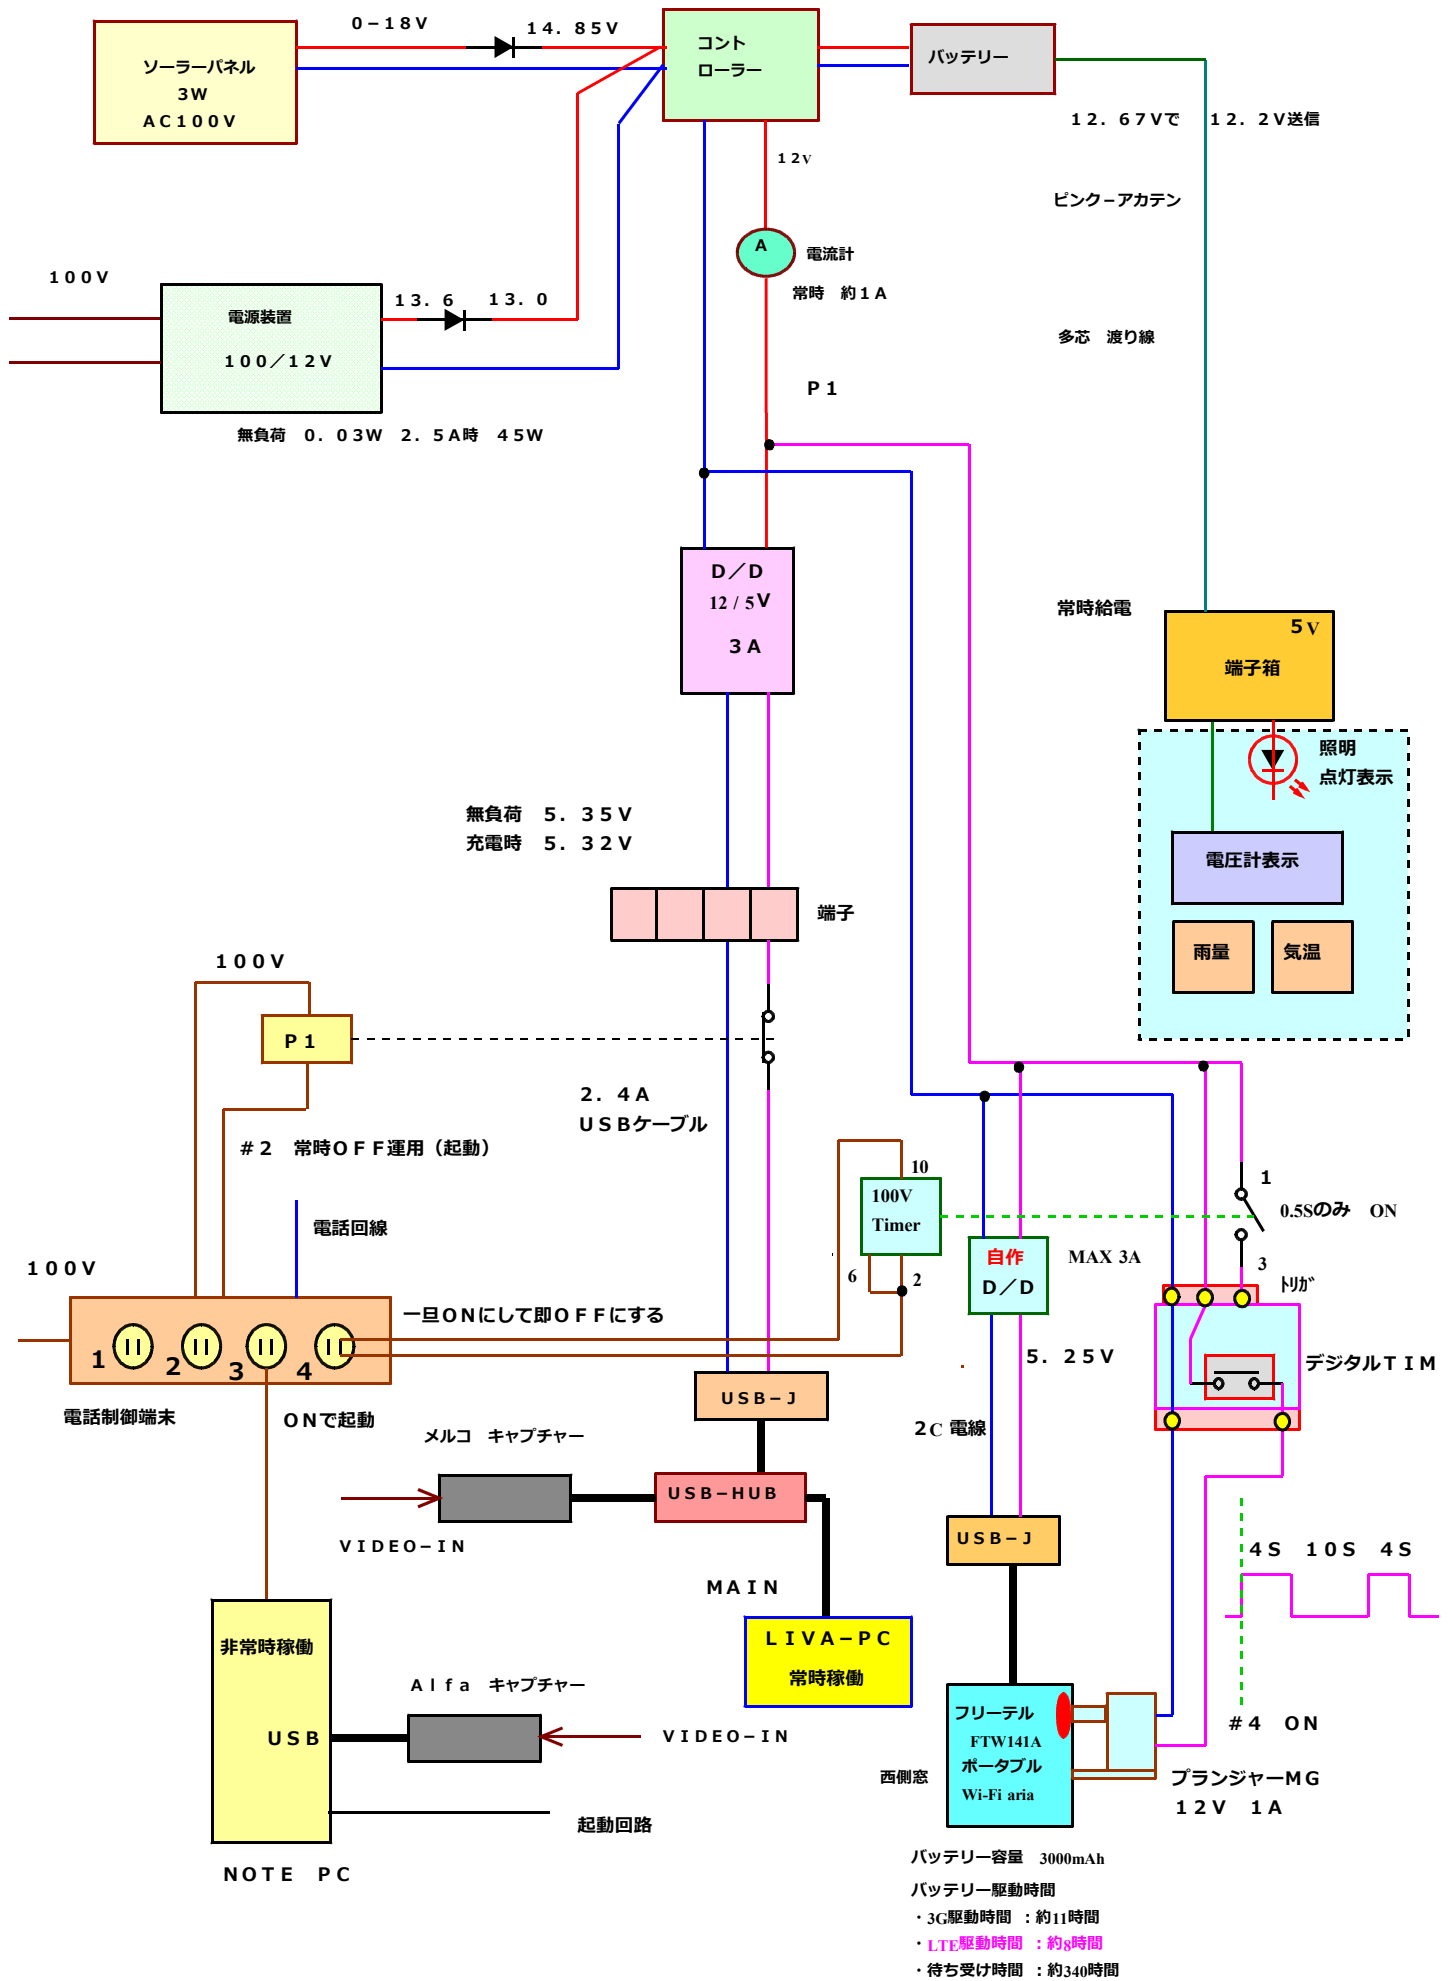 ０－１８Ｖ
１４．８５Ｖ
ソーラーパネル
３Ｗ
ＡＣ１００Ｖ
コント
ローラー
バッテリー
１２．６７Ｖで　１２．２Ｖ送信
１２V
ピンク－アカテン
A
電流計
常時　約１Ａ
１００Ｖ
電源装置
１００／１２Ｖ
１３．６
１３．０
多芯　渡り線
Ｐ１
無負荷　０．０３Ｗ　２．５Ａ時　４５Ｗ
Ｄ／Ｄ
12 / 5Ｖ
３Ａ
常時給電
５V
端子箱
照明
点灯表示
無負荷　５．３５Ｖ
充電時　５．３２Ｖ
電圧計表示
端子
雨量
気温
１００Ｖ
Ｐ１
２．４Ａ
ＵＳＢケーブル
＃２　常時ＯＦＦ運用（起動）
10
100V
Timer
6
2
1
0.5Sのみ　ON
3
ﾄﾘｶﾞ
電話回線
自作
Ｄ／Ｄ
MAX 3A
１００Ｖ
一旦ＯＮにして即ＯＦＦにする
1
2
3
4
５．２５Ｖ
デジタルＴＩＭ
電話制御端末
ＯＮで起動
ＵＳＢ－Ｊ
２C 電線
メルコ　キャプチャー
ＵＳＢ－ＨＵＢ
ＶＩＤＥＯ－ＩＮ
ＵＳＢ－Ｊ
４Ｓ　１０Ｓ　４Ｓ
ＭＡＩＮ
ＬＩＶＡ－ＰＣ
常時稼働
非常時稼働
Ａｌｆａ　キャプチャー
ＵＳＢ
ＶＩＤＥＯ－ＩＮ
フリーテル
FTW141A
ポータブル
Wi-Fi aria
西側窓
＃４　ＯＮ
プランジャーＭＧ
１２Ｖ　１Ａ
起動回路
ＮＯＴＥ　ＰＣ
バッテリー容量　3000mAh
バッテリー駆動時間
・3G駆動時間　：約11時間
・LTE駆動時間　：約8時間
・待ち受け時間　：約340時間